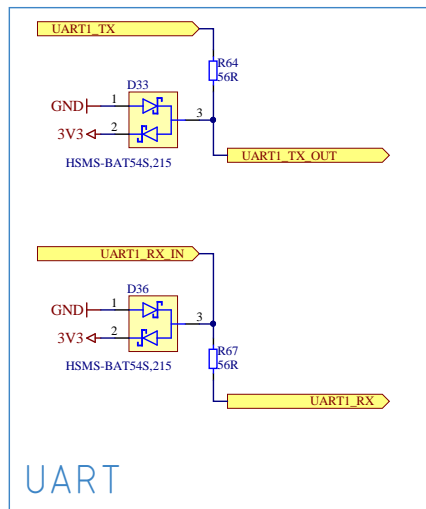 UART1_TX
R64
56R
D33
GND
1
3
3V3
2
HSMS-BAT54S,215
UART1_TX_OUT
UART1_RX_IN
D36
GND
1
3
3V3
2
R67
56R
HSMS-BAT54S,215
UART1_RX
UART